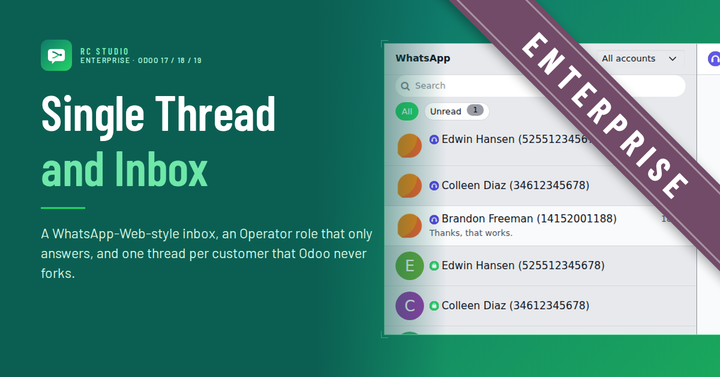 RC STUDIO
ENTERPRISE · ODOO 17 / 18 / 19
Single Thread
and Inbox
A WhatsApp-Web-style inbox, an Operator role that only
answers, and one thread per customer that Odoo never
forks.
WhatsApp
All accounts
Search
All
Unread 1
Edwin Hansen (5255123456
Colleen Diaz (34612345678)
Brandon Freeman (14152001188)
Thanks, that works.
E
Edwin Hansen (525512345678)
C
Colleen Diaz (34612345678)
ENTERPRISE